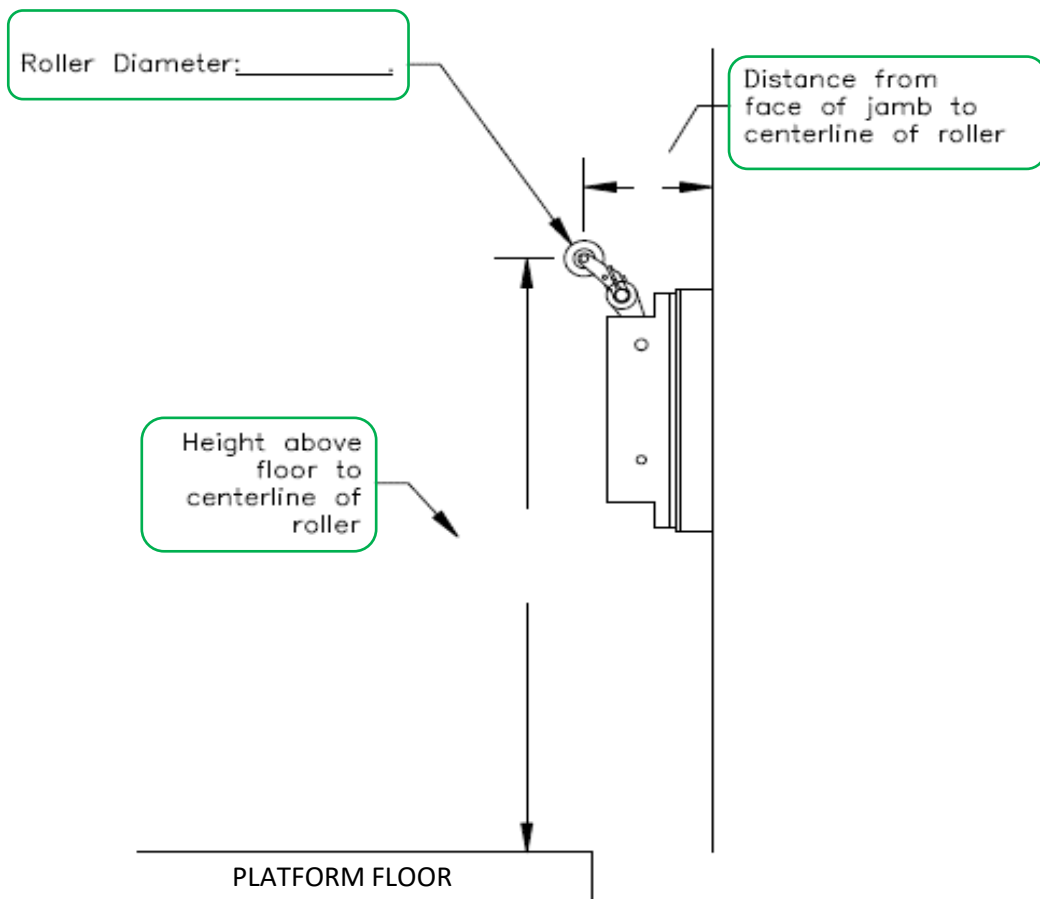 Roller Diameter:__________.
Distance from
face of jamb to
centerline of roller
Height above
floor to
centerline of
roller
PLATFORM FLOOR